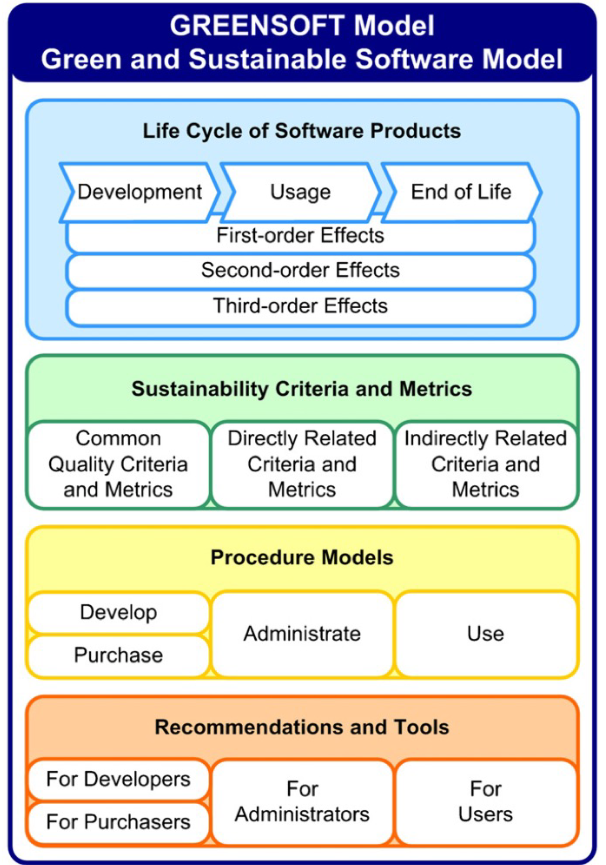 GREENSOFT Model
Green and Sustainable Software Model
Life Cycle of Software Products
Development
Usage
End of Life
First-order Effects
Second-order Effects
Third-order Effects
Sustainability Criteria and Metrics
Common
Quality Criteria
and Metrics
Directly Related
Criteria and
Metrics
Indirectly Related
Criteria and
Metrics
Procedure Models
Develop
Purchase
Administrate
Use
Recommendations and Tools
For Developers
For Purchasers
For
Administrators
For
Users